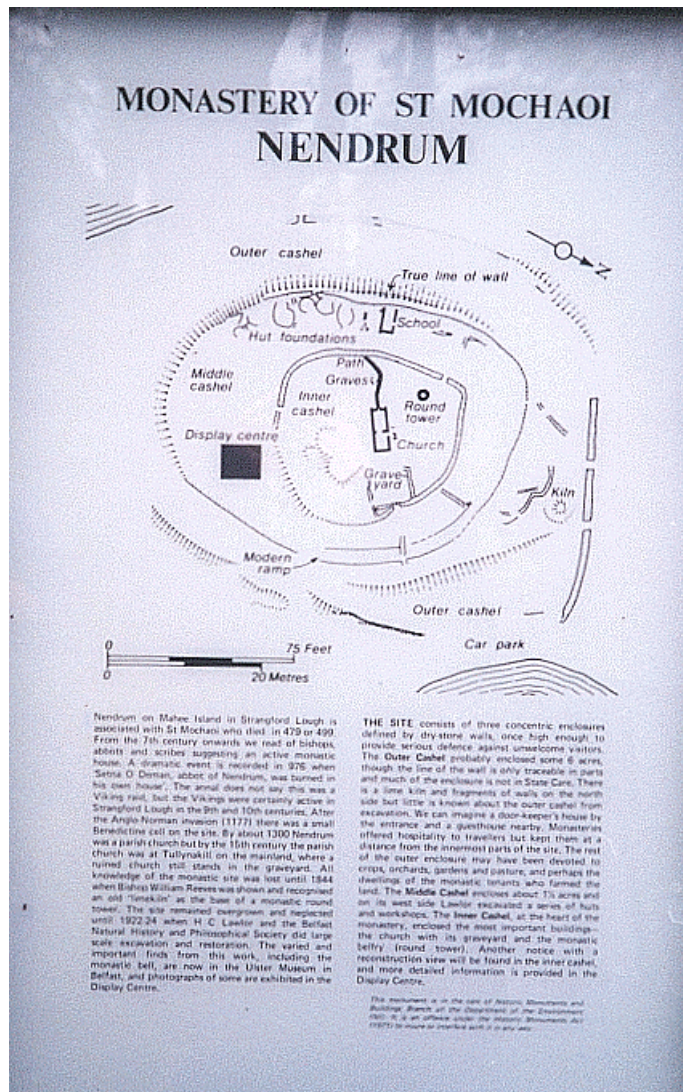 MONASTERY OF ST MOCHAOI
NENDRUM
Outer cashel
N
True line of wall
School
Hut foundations
Path
Middle
cashel
Graves
Inner
cashel
Round
tower
Display centre
Church
Grave-
yard
Kiln
Modern
ramp
Outer cashel
Car park
0
75 Feet
0
20 Metres
Nendrum on Mahee Island in Strangford Lough is
associated with St Mochaoi who died in 479 or 499.
From the 7th century onwards we read of bishops,
abbots and scribes suggesting an active monastic
house. A dramatic event is recorded in 976 when
'Setna O Deman, abbot of Nendrum, was burned in
his own house'. The annal does not say this was a
Viking raid, but the Vikings were certainly active in
Strangford Lough in the 9th and 10th centuries. After
the Anglo-Norman invasion (1177) there was a small
Benedictine cell on the site. By about 1300 Nendrum
was a parish church but by the 15th century the parish
church was at Tullynakill on the mainland, where a
ruined church still stands in the graveyard. All
knowledge of the monastic site was lost until 1844
when Bishop William Reeves was shown and recognised
an old 'limekiln' as the base of a monastic round
tower. The site remained overgrown and neglected
until 1922-24 when H C Lawlor and the Belfast
Natural History and Philosophical Society did large
scale excavation and restoration. The varied and
important finds from this work, including the
monastic bell, are now in the Ulster Museum in
Belfast, and photographs of some are exhibited in the
Display Centre.
THE SITE consists of three concentric enclosures
defined by dry-stone walls, once high enough to
provide serious defence against unwelcome visitors.
The Outer Cashel probably enclosed some 6 acres,
though the line of the wall is only traceable in parts
and much of the enclosure is not in State Care. There
is a lime kiln and fragments of walls on the north
side but little is known about the outer cashel from
excavation. We can imagine a door-keeper's house by
the entrance and a guesthouse nearby. Monasteries
offered hospitality to travellers but kept them at a
distance from the innermost parts of the site. The rest
of the outer enclosure may have been devoted to
crops, orchards, gardens and pasture, and perhaps the
dwellings of the monastic tenants who farmed the
land. The Middle Cashel encloses about 1¼ acres and
on its west side Lawlor excavated a series of huts
and workshops. The Inner Cashel, at the heart of the
monastery, enclosed the most important buildings—
the church with its graveyard and the monastic
belfry (round tower). Another notice with a
reconstruction view will be found in the inner cashel,
and more detailed information is provided in the
Display Centre.
This monument is in the care of Historic Monuments and
Buildings Branch of the Department of the Environment
(NI). It is an offence under the Historic Monuments Act
(1971) to injure or interfere with it in any way.